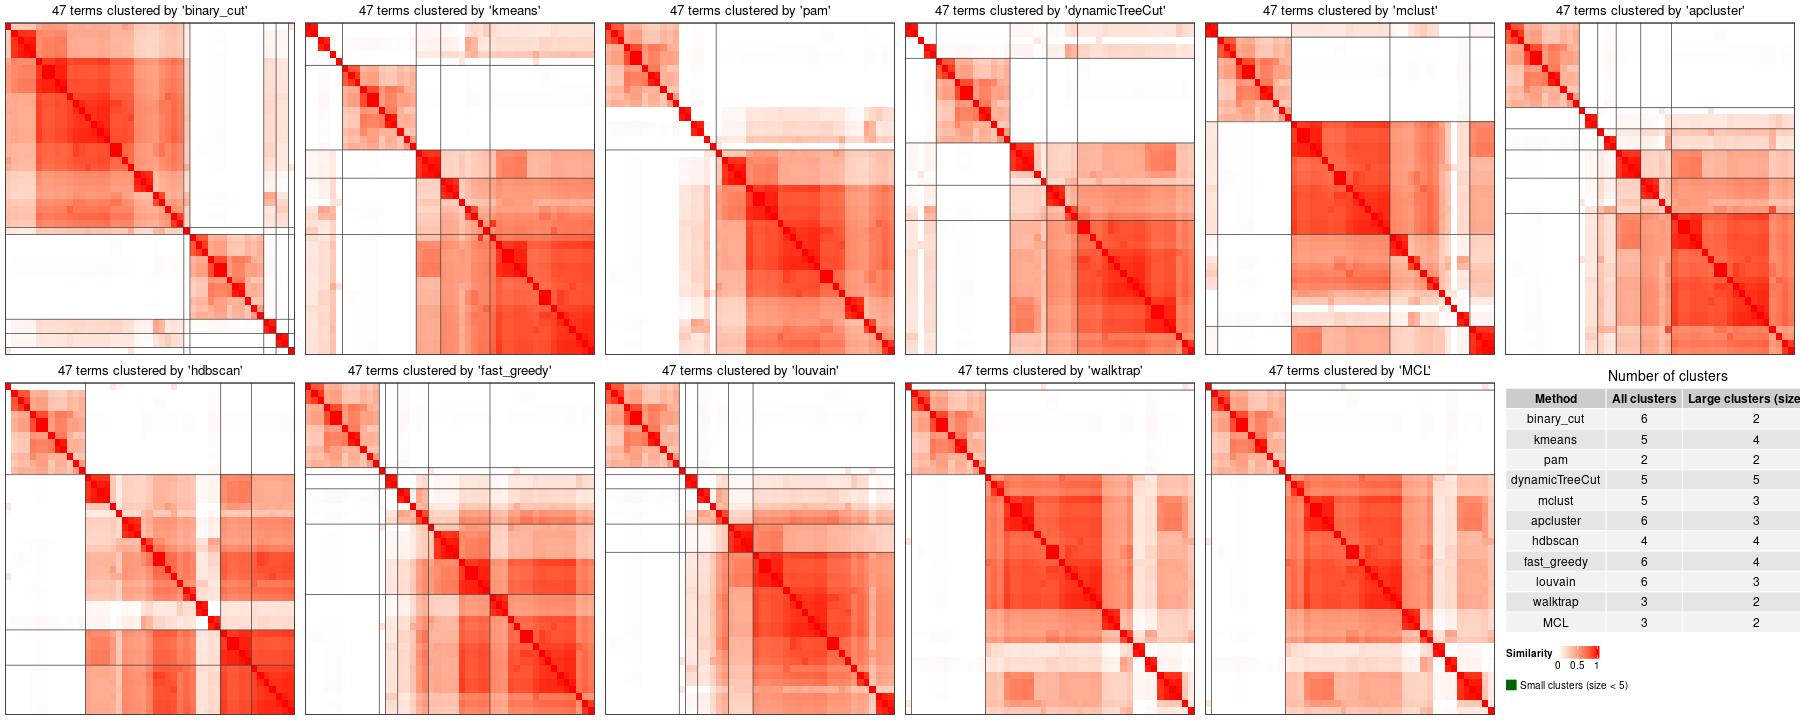 47 terms clustered by 'binary_cut'
47 terms clustered by 'kmeans'
47 terms clustered by 'pam'
47 terms clustered by 'dynamicTreeCut'
47 terms clustered by 'mclust'
47 terms clustered by 'apcluster'
47 terms clustered by 'hdbscan'
47 terms clustered by 'fast_greedy'
47 terms clustered by 'louvain'
47 terms clustered by 'walktrap'
47 terms clustered by 'MCL'
Number of clusters
Method All clusters Large clusters (size
binary_cut 6 2
kmeans 5 4
pam 2 2
dynamicTreeCut 5 5
mclust 5 3
apcluster 6 3
hdbscan 4 4
fast_greedy 6 4
louvain 6 3
walktrap 3 2
MCL 3 2
Similarity
0 0.5 1
Small clusters (size < 5)